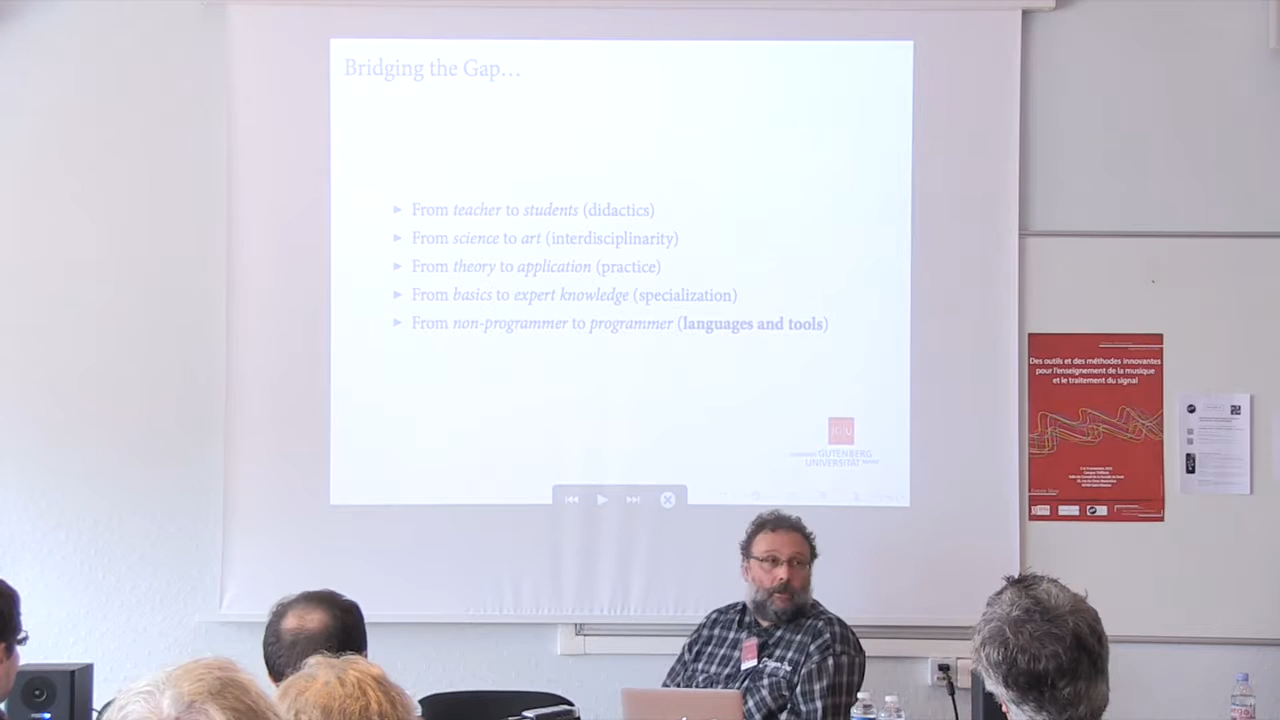 Bridging the Gap…
► From teacher to students (didactics)
► From science to art (interdisciplinarity)
► From theory to application (practice)
► From basics to expert knowledge (specialization)
► From non-programmer to programmer (languages and tools)
JG|U
GUTENBERG
UNIVERSITÄT
Des outils et des méthodes innovantes
pour l'enseignement de la musique
et le traitement du signal